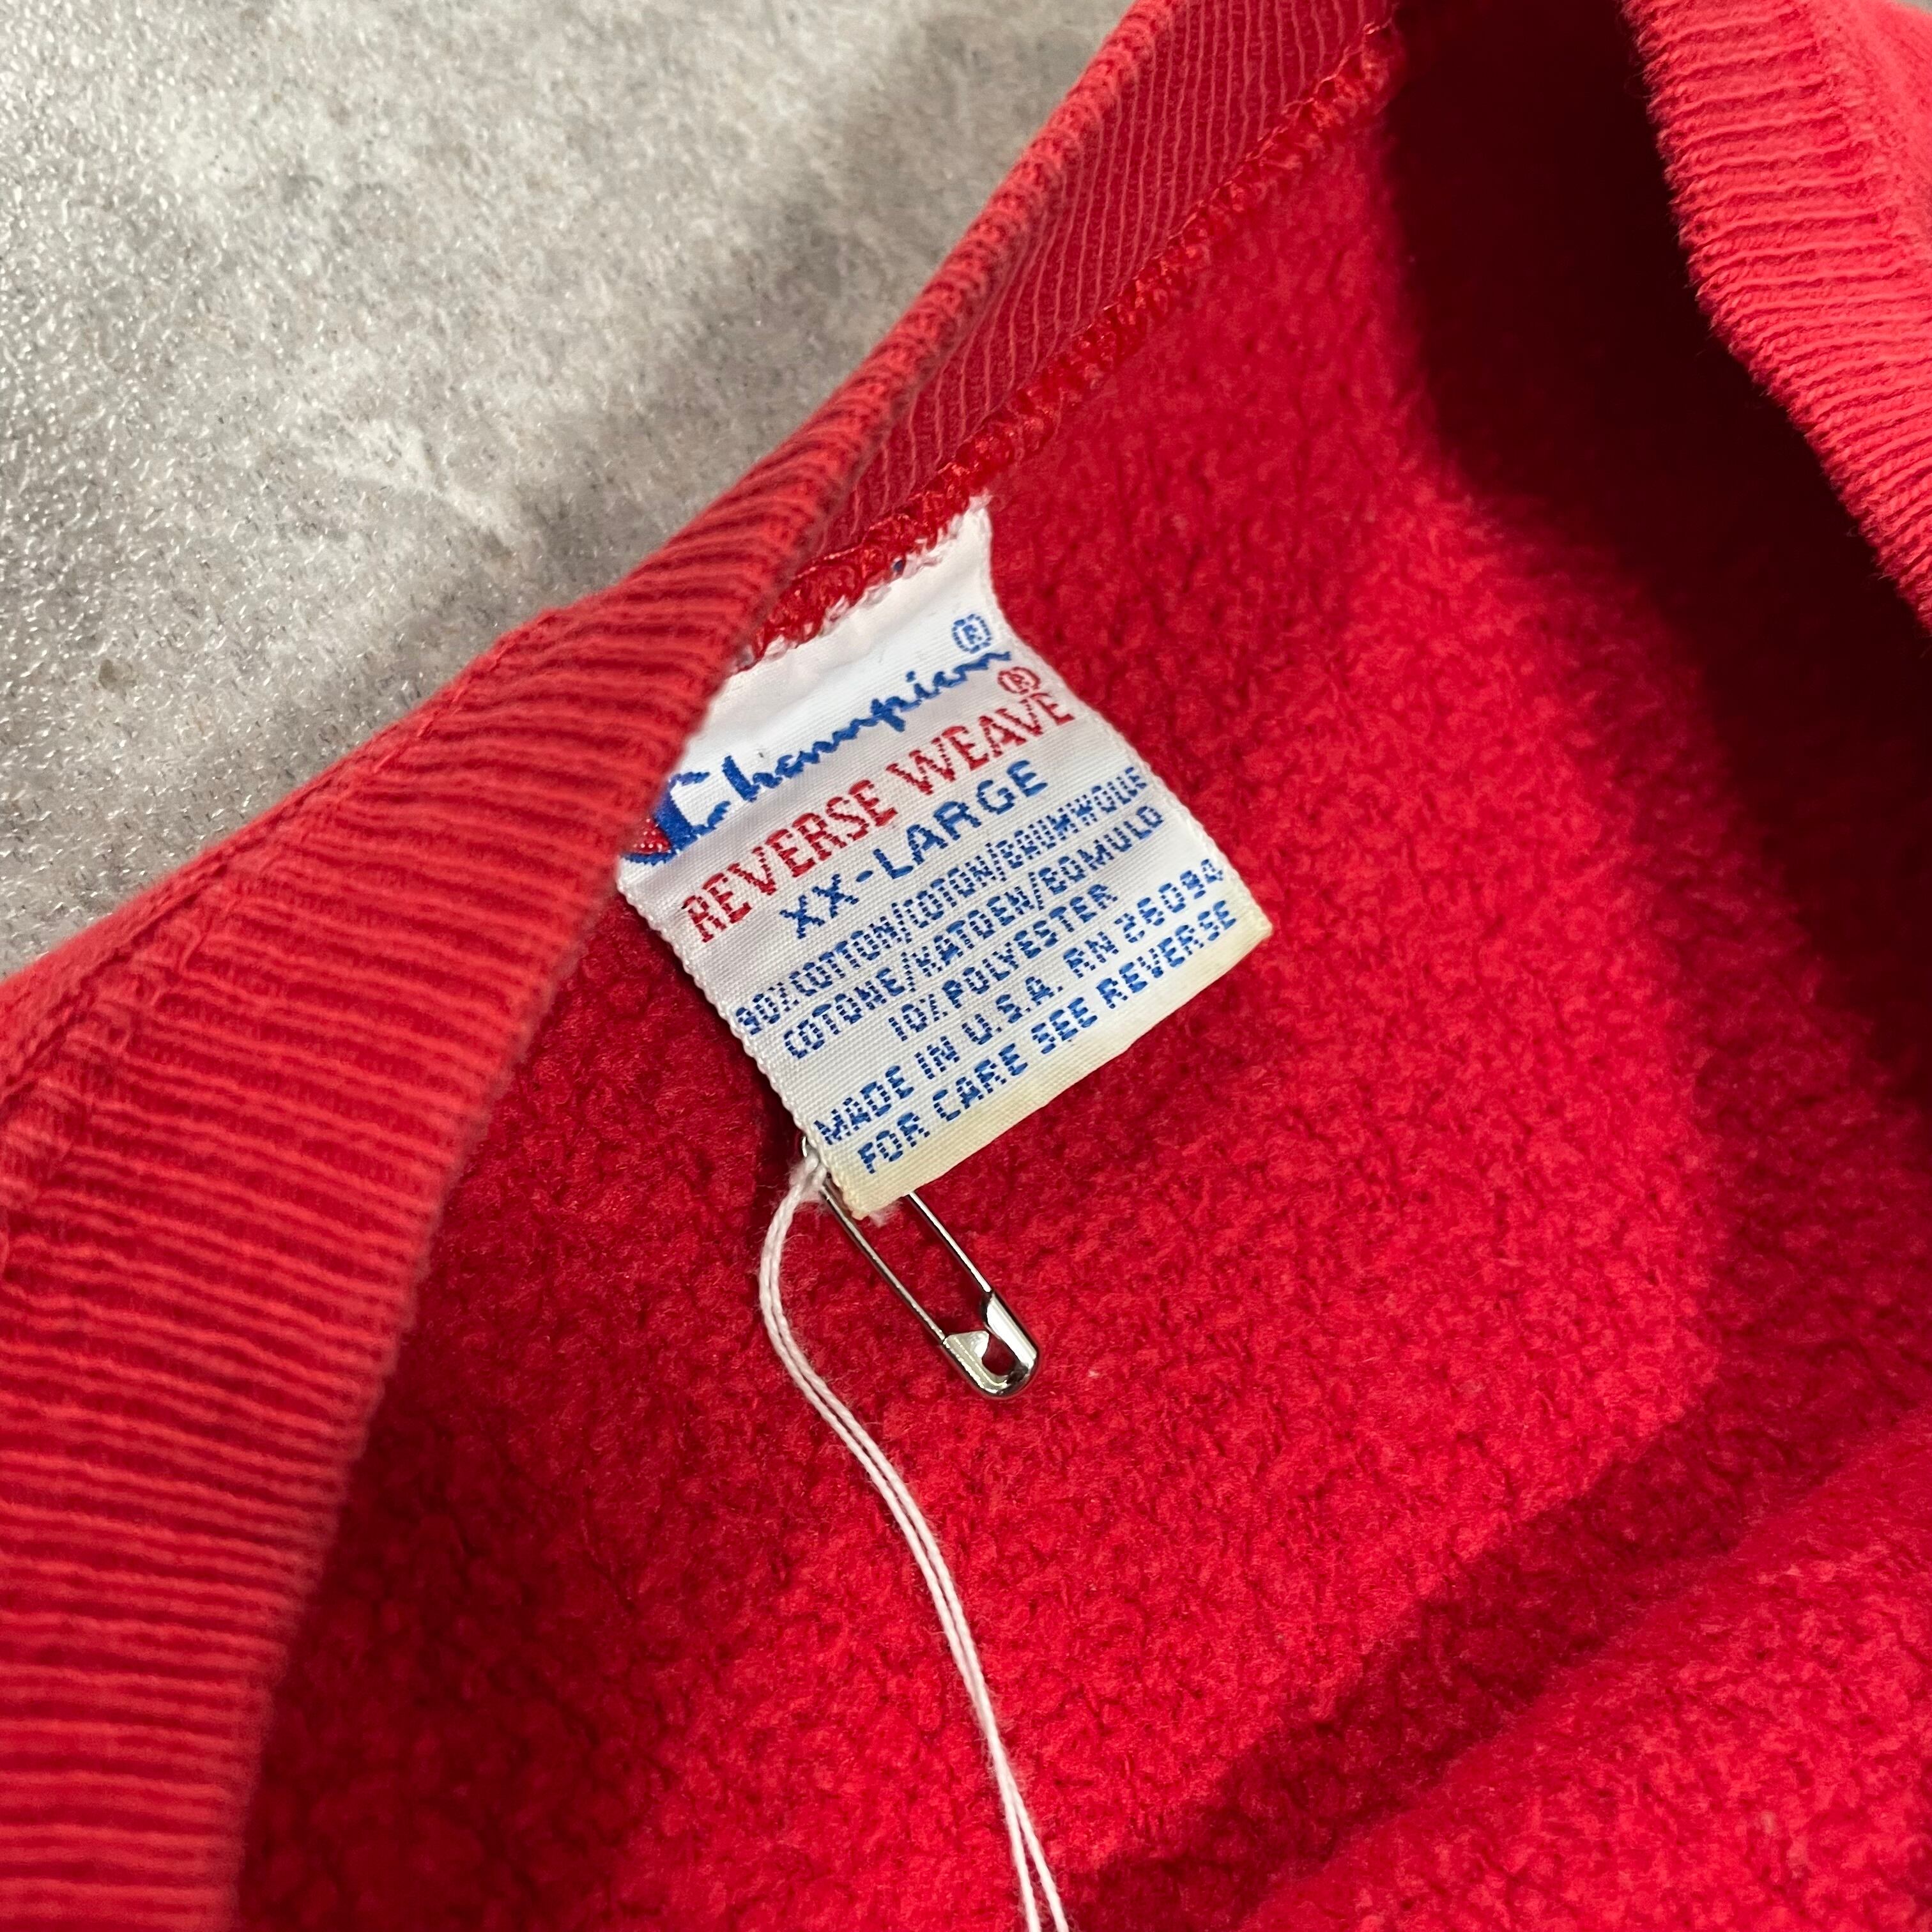 Champion®
REVERSE WEAVE®
XX-LARGE
90% COTTON/COTON/BAUMWOLLE
COTONE/KATOEN/BOMULD
10% POLYESTER
MADE IN U.S.A. RN 26094
FOR CARE SEE REVERSE